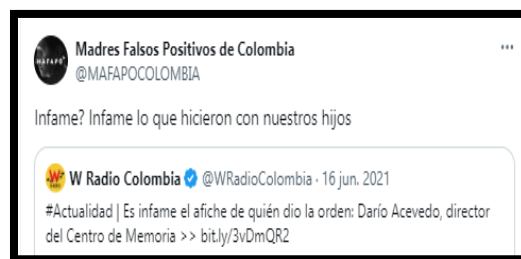 Madres Falsos Positivos de Colombia
@MAFAPOCOLOMBIA
MAFAPO
Infame? Infame lo que hicieron con nuestros hijos
W Radio Colombia @WRadioColombia · 16 jun. 2021
#Actualidad | Es infame el afiche de quién dio la orden: Darío Acevedo, director
del Centro de Memoria >> bit.ly/3vDmQR2